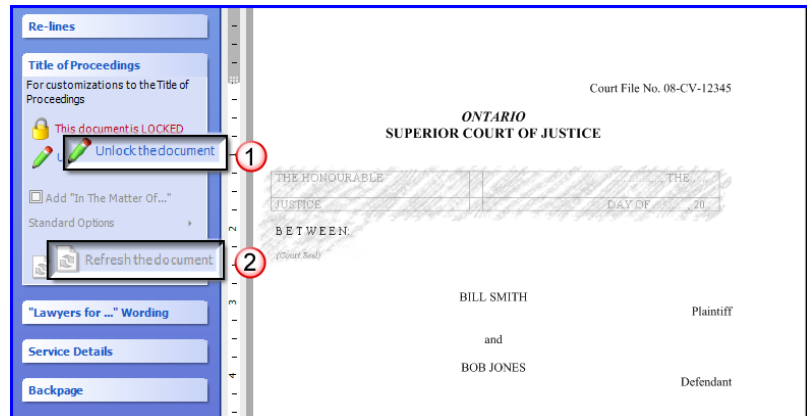 Re-lines
Title of Proceedings
For customizations to the Title of
Proceedings
This document is LOCKED
Unlock the document
1
Add "In The Matter Of..."
Standard Options
Refresh the document
2
"Lawyers for ..." Wording
Service Details
Backpage
2
3
4
Court File No. 08-CV-12345
ONTARIO
SUPERIOR COURT OF JUSTICE
THE HONOURABLE THE
JUSTICE DAY OF 20
BETWEEN:
(Court Seal)
BILL SMITH
Plaintiff
and
BOB JONES
Defendant